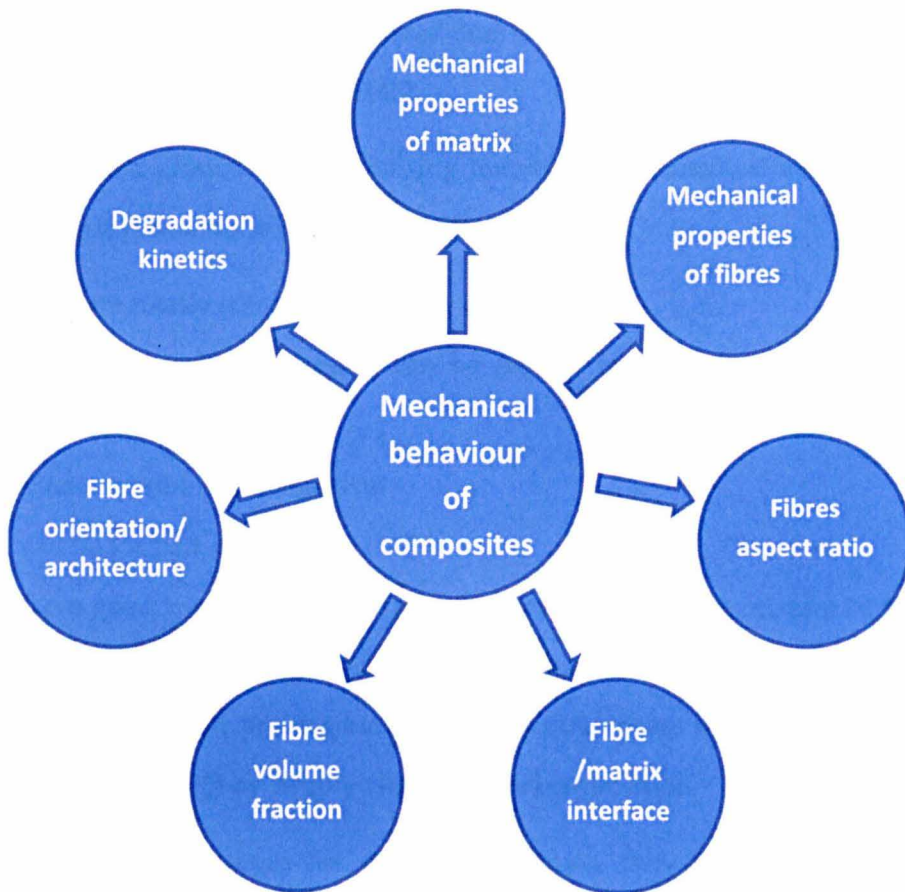 Mechanical
properties
of matrix
Mechanical
properties
of fibres
Fibres
aspect ratio
Fibre
/matrix
interface
Fibre
volume
fraction
Fibre
orientation/
architecture
Degradation
kinetics
Mechanical
behaviour
of
composites